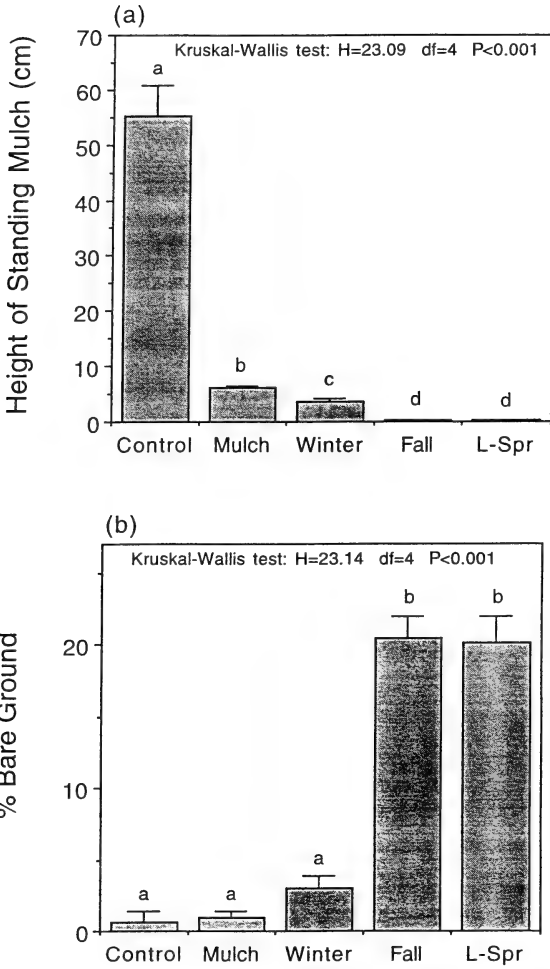 (a)
Kruskal-Wallis test: H=23.09 df=4 P<0.001
Height of Standing Mulch (cm)
70
60
50
40
30
20
10
0
a
b
c
d
d
Control Mulch Winter Fall L-Spr
(b)
Kruskal-Wallis test: H=23.14 df=4 P<0.001
% Bare Ground
20
10
0
a
a
a
b
b
Control Mulch Winter Fall L-Spr